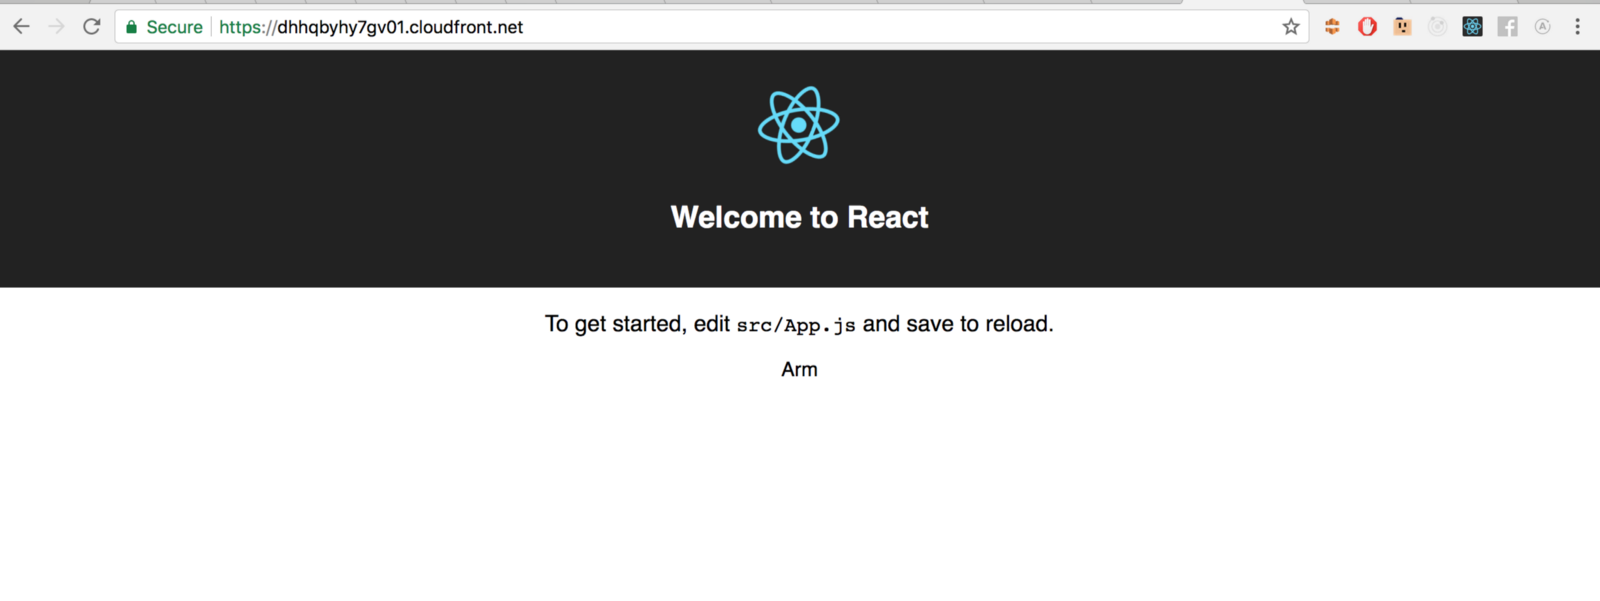 Secure https://dhhqbyhy7gv01.cloudfront.net
Welcome to React
To get started, edit src/App.js and save to reload.
Arm